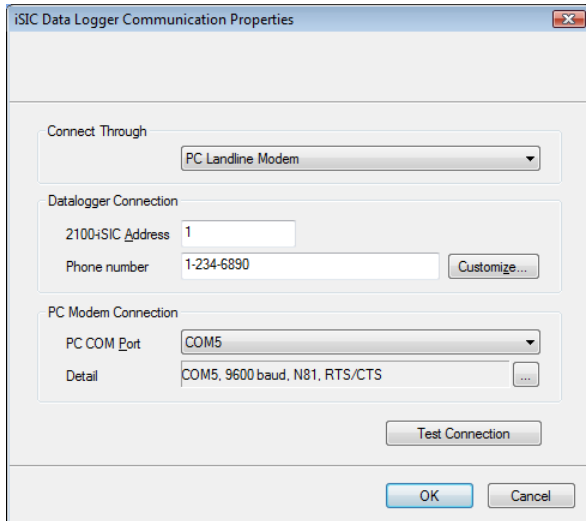 iSIC Data Logger Communication Properties
Connect Through
PC Landline Modem
Datalogger Connection
2100-iSIC Address 1
Phone number 1-234-6890 Customize...
PC Modem Connection
PC COM Port COM5
Detail COM5, 9600 baud, N81, RTS/CTS ...
Test Connection
OK Cancel